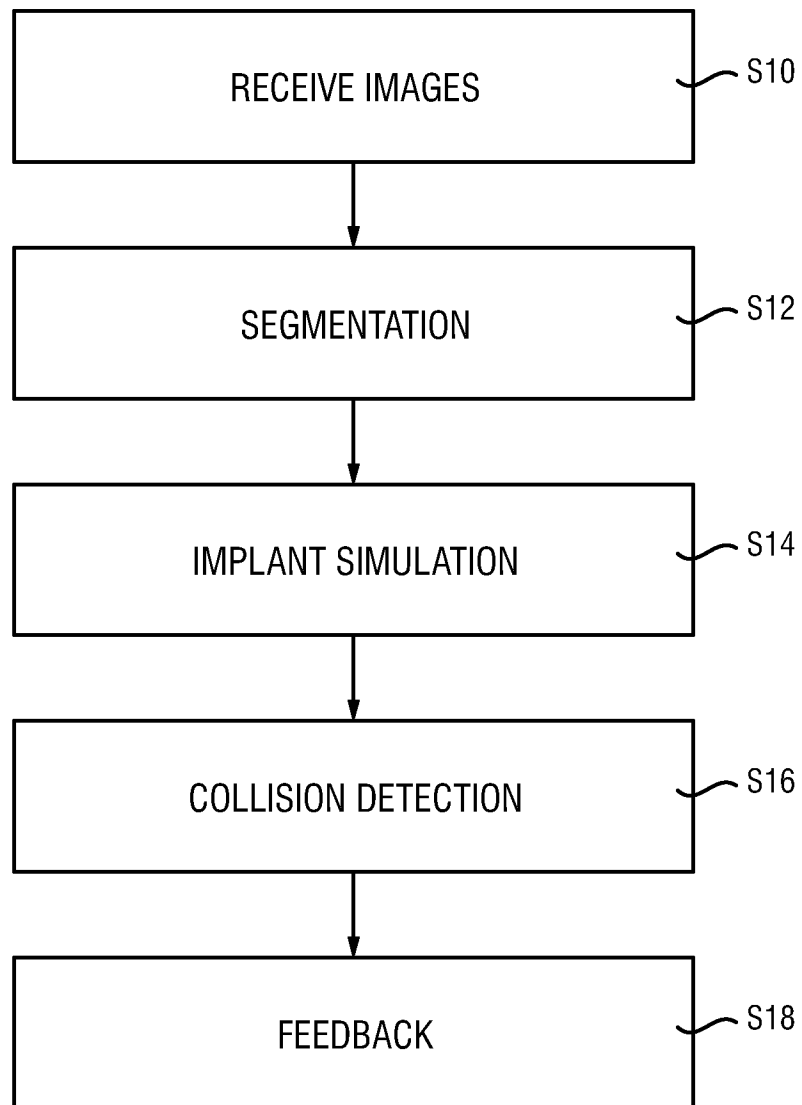 RECEIVE IMAGES
S10
SEGMENTATION
S12
IMPLANT SIMULATION
S14
COLLISION DETECTION
S16
FEEDBACK
S18